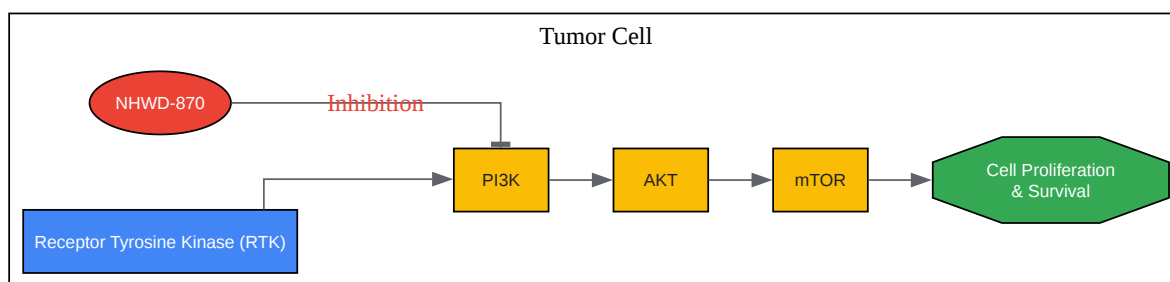 Tumor Cell
NHWD-870
Inhibition
PI3K
AKT
mTOR
Cell Proliferation
& Survival
Receptor Tyrosine Kinase (RTK)